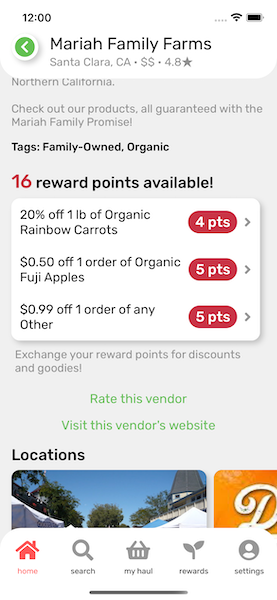 12:00
Mariah Family Farms
Santa Clara, CA • $$ • 4.8★
Northern California.
Check out our products, all guaranteed with the
Mariah Family Promise!
Tags: Family-Owned, Organic
16 reward points available!
20% off 1 lb of Organic
Rainbow Carrots
4 pts
$0.50 off 1 order of Organic
Fuji Apples
5 pts
$0.99 off 1 order of any
Other
5 pts
Exchange your reward points for discounts
and goodies!
Rate this vendor
Visit this vendor's website
Locations
home
search
my haul
rewards
settings